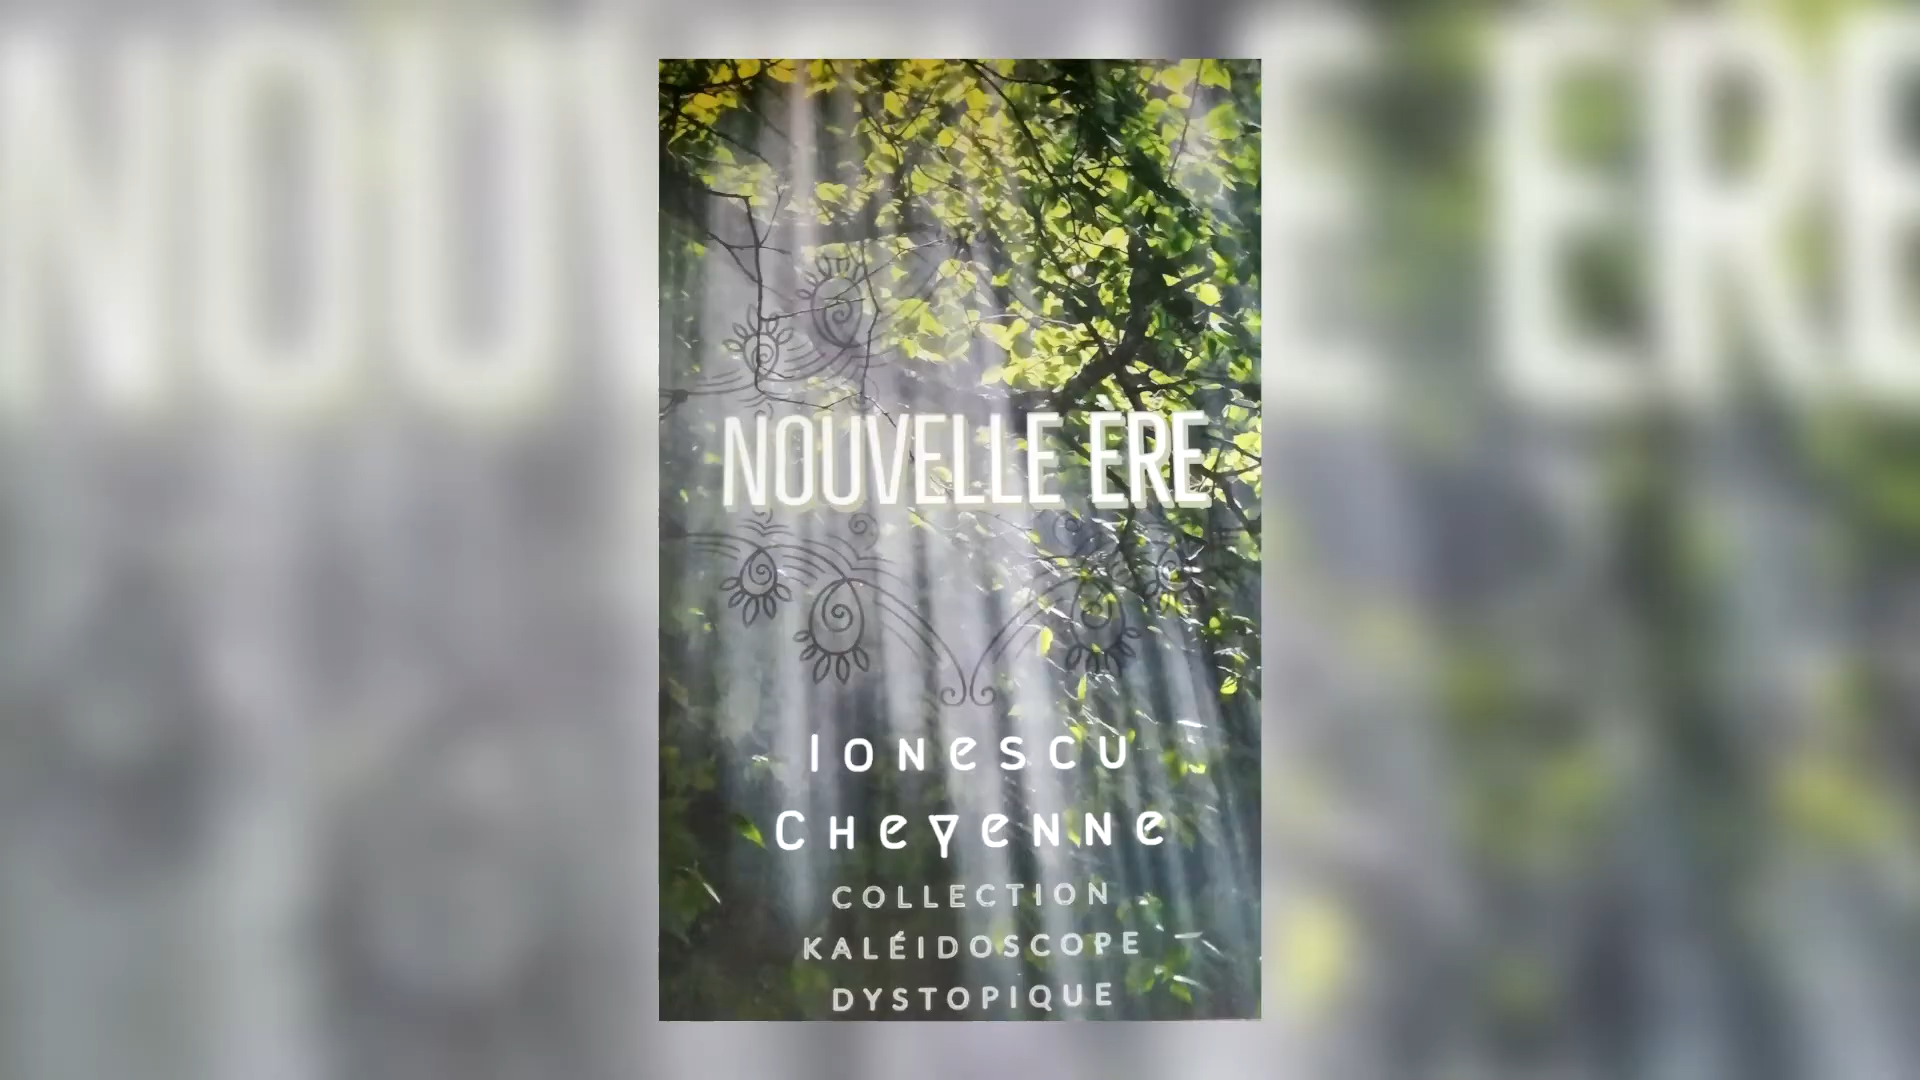 NOUVELLE ERE
Ionescu
Cheyenne
COLLECTION
KALÉIDOSCOPE
DYSTOPIQUE